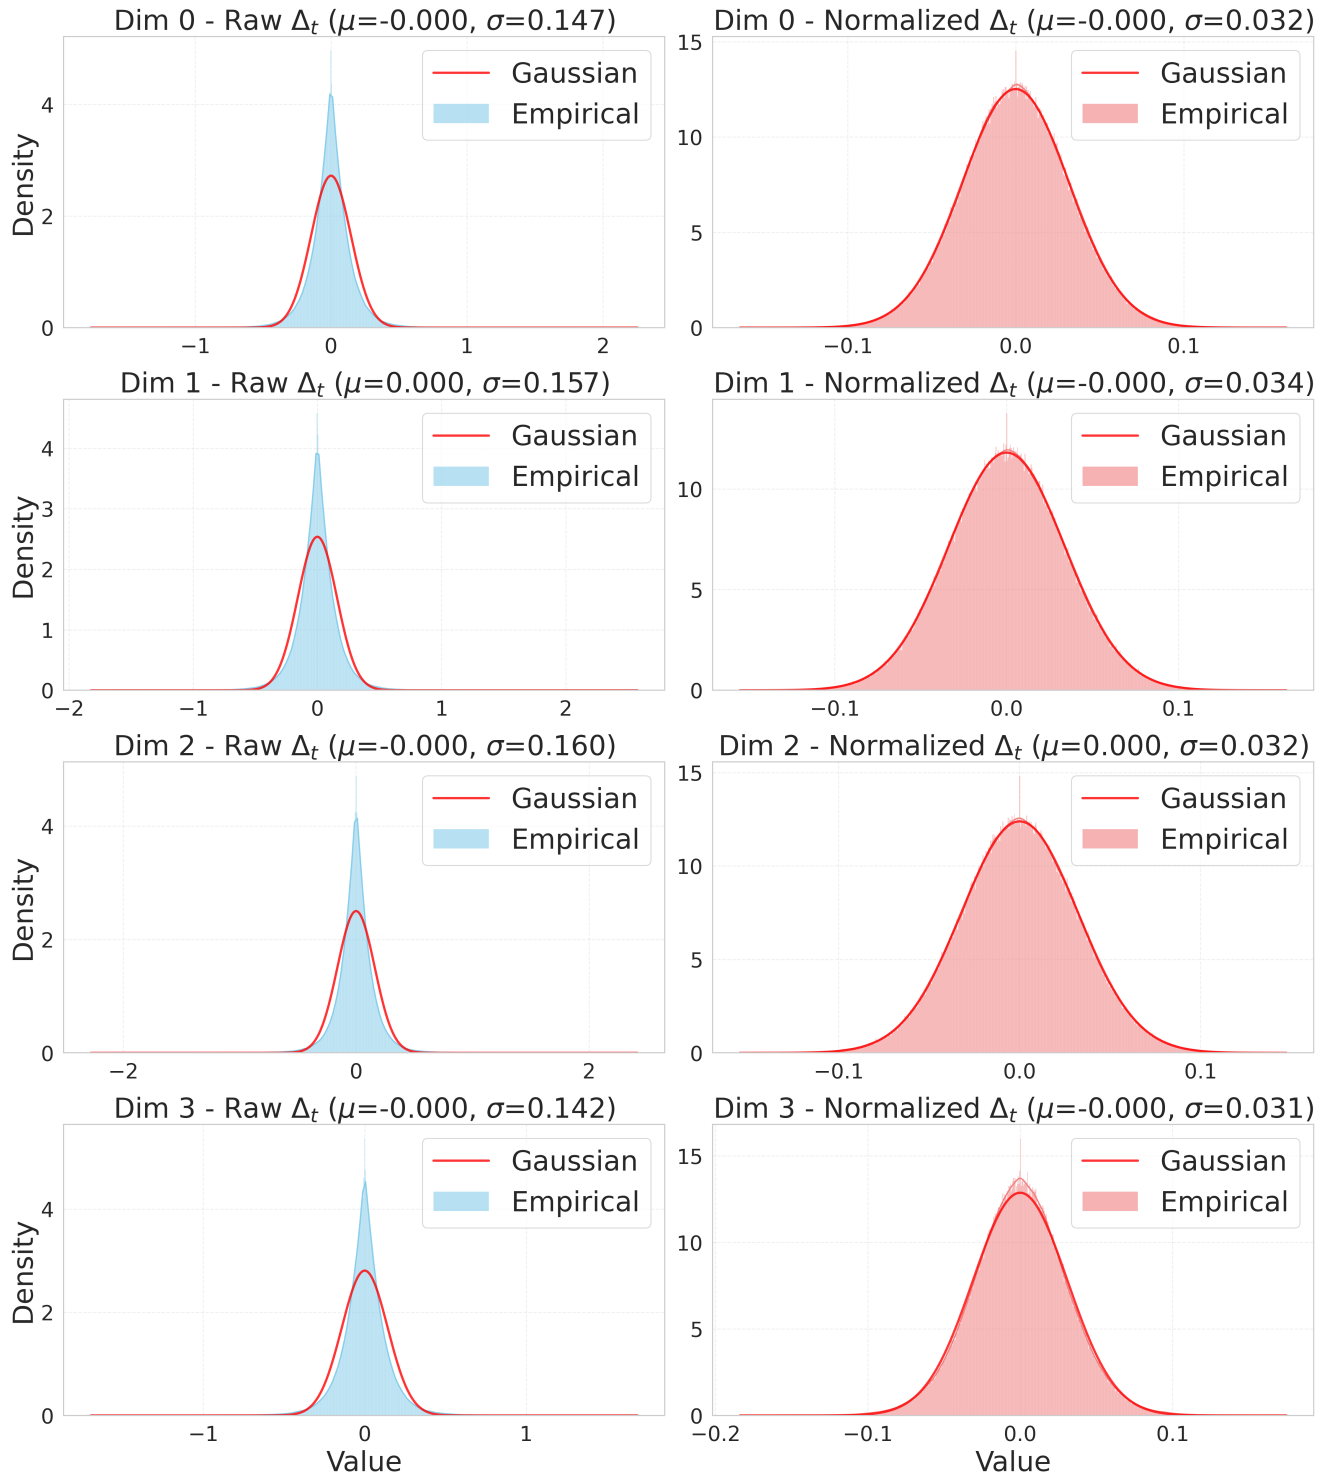 Dim 0 - Raw Δt (μ=-0.000, σ=0.147)
Density
4
2
0
−1
0
1
2
Gaussian
Empirical
Dim 0 - Normalized Δt (μ=-0.000, σ=0.032)
15
10
5
0
−0.1
0.0
0.1
Gaussian
Empirical
Dim 1 - Raw Δt (μ=0.000, σ=0.157)
Density
4
3
2
1
0
−2
−1
0
1
2
Gaussian
Empirical
Dim 1 - Normalized Δt (μ=-0.000, σ=0.034)
10
5
0
−0.1
0.0
0.1
Gaussian
Empirical
Dim 2 - Raw Δt (μ=-0.000, σ=0.160)
Density
4
2
0
−2
0
2
Gaussian
Empirical
Dim 2 - Normalized Δt (μ=0.000, σ=0.032)
15
10
5
0
−0.1
0.0
0.1
Gaussian
Empirical
Dim 3 - Raw Δt (μ=-0.000, σ=0.142)
Density
4
2
0
−1
0
1
Value
Gaussian
Empirical
Dim 3 - Normalized Δt (μ=-0.000, σ=0.031)
15
10
5
0
−0.2
−0.1
0.0
0.1
Value
Gaussian
Empirical